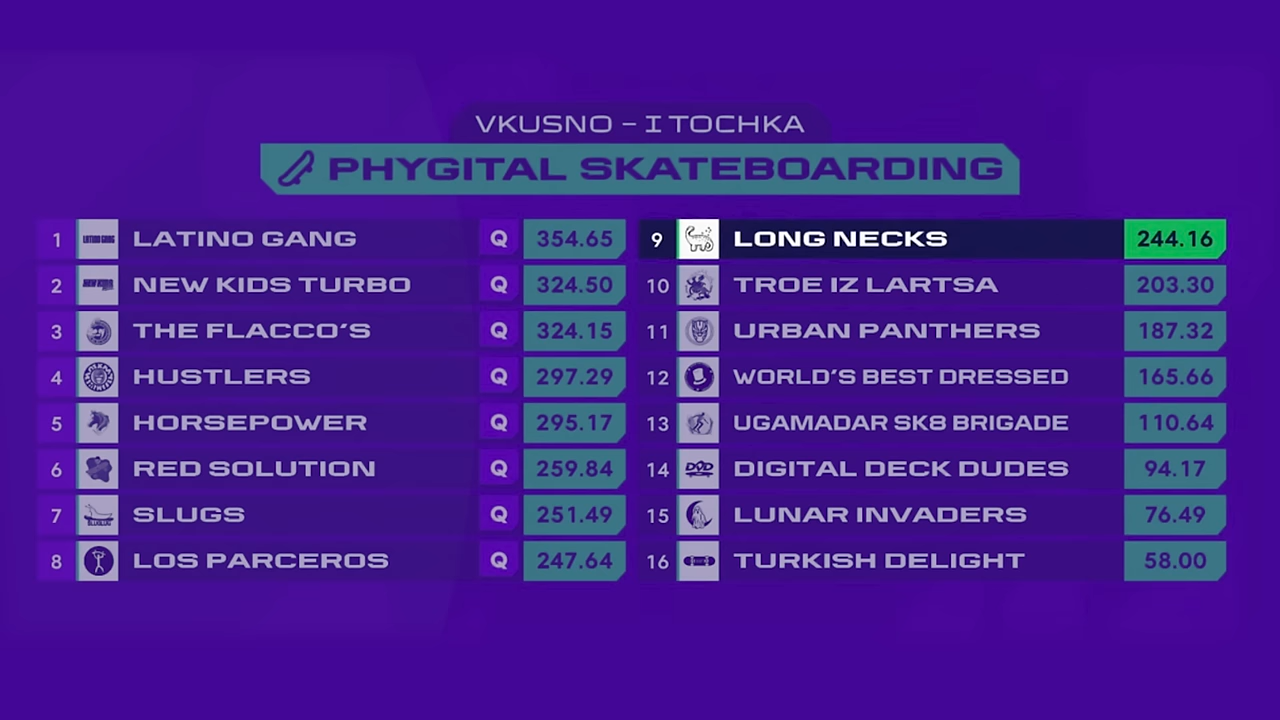 VKUSNO – I TOCHKA
PHYGITAL SKATEBOARDING
1 LATINO GANG LATINO GANG Q 354.65
2 NEW KIDS NEW KIDS TURBO Q 324.50
3 THE FLACCO'S Q 324.15
4 HUSTLERS Q 297.29
5 HORSEPOWER Q 295.17
6 RED SOLUTION Q 259.84
7 SLUGS Q 251.49
8 LOS PARCEROS Q 247.64
9 LONG NECKS 244.16
10 TROE IZ LARTSA 203.30
11 URBAN PANTHERS 187.32
12 WORLD'S BEST DRESSED 165.66
13 UGAMADAR SK8 BRIGADE 110.64
14 DIGITAL DECK DUDES 94.17
15 LUNAR INVADERS 76.49
16 TURKISH DELIGHT 58.00